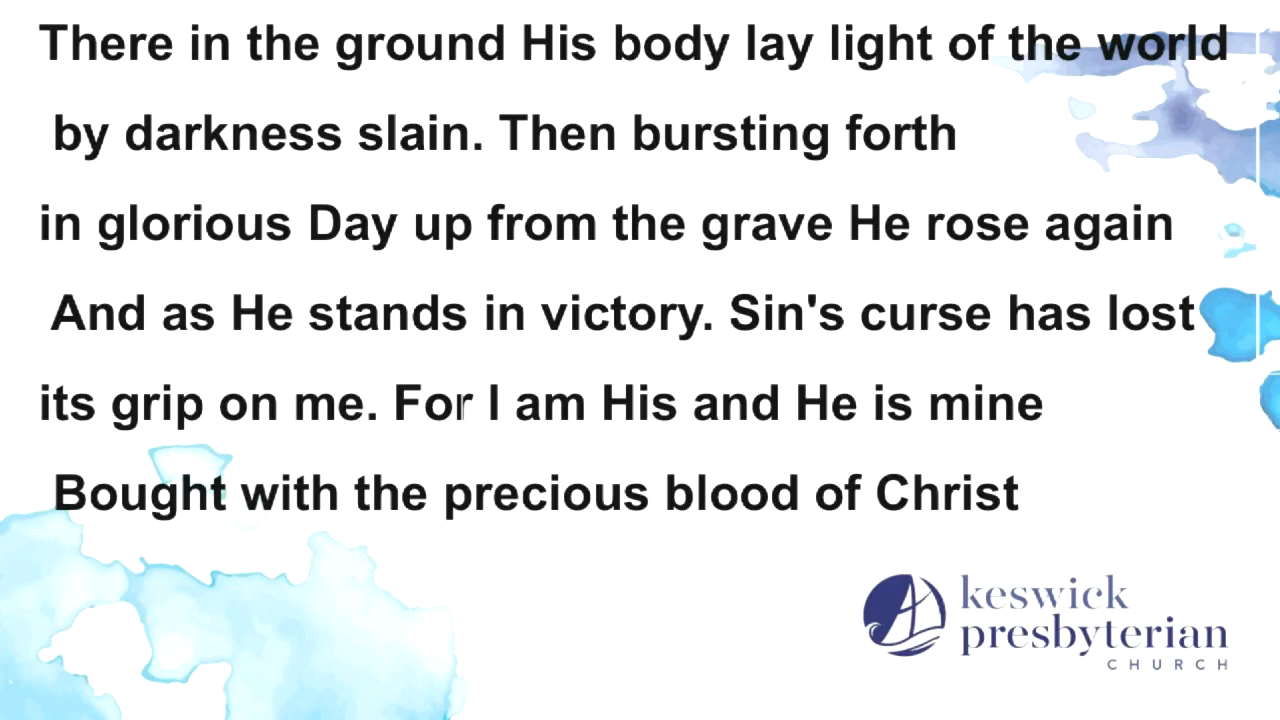 There in the ground His body lay light of the world
by darkness slain. Then bursting forth
in glorious Day up from the grave He rose again
And as He stands in victory. Sin's curse has lost
its grip on me. For I am His and He is mine
Bought with the precious blood of Christ
keswick
presbyterian
CHURCH